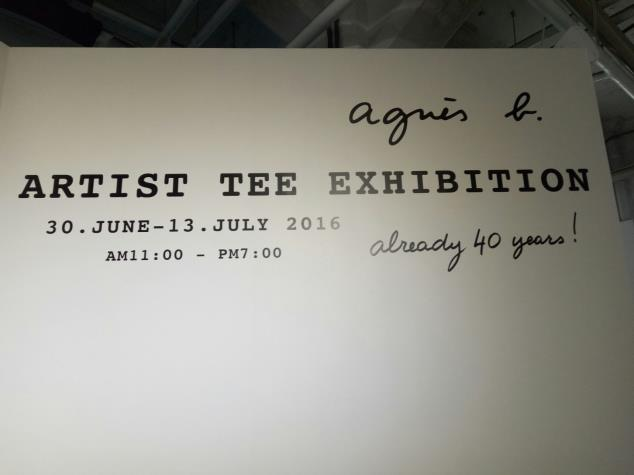 agnès b.
ARTIST TEE EXHIBITION
30.JUNE-13.JULY 2016
AM11:00 - PM7:00
already 40 years!